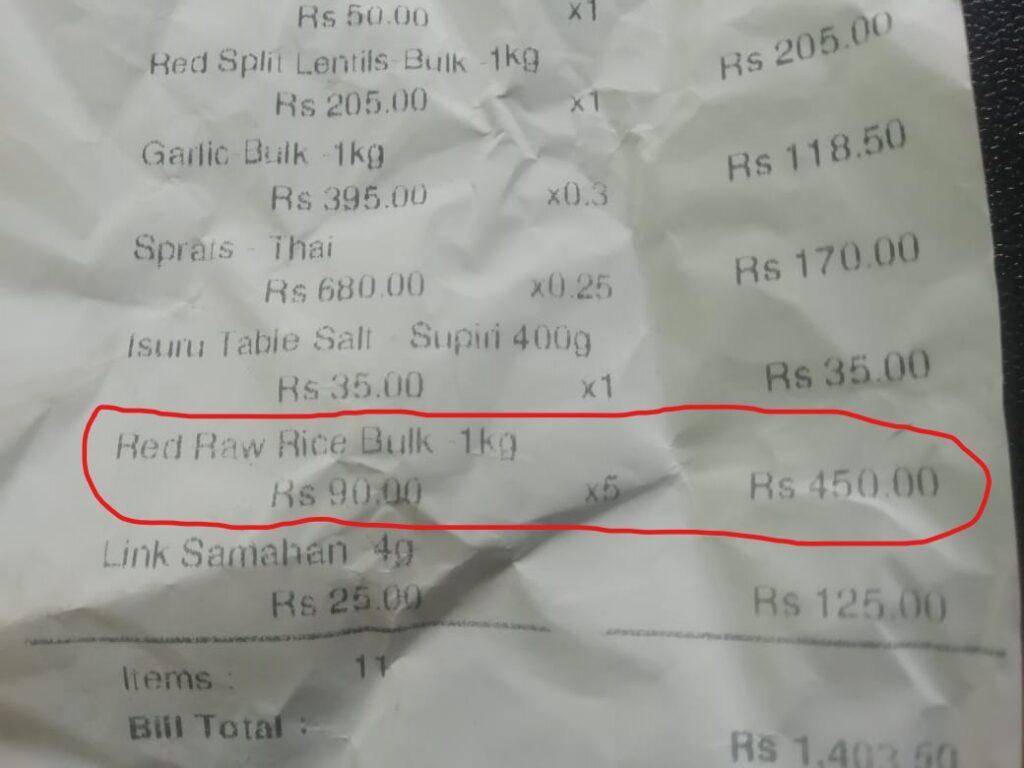 Rs 50.00 x1
Red Split Lentils-Bulk -1kg
Rs 205.00 x1 Rs 205.00
Garlic-Bulk -1kg
Rs 395.00 x0.3 Rs 118.50
Sprats - Thai
Rs 680.00 x0.25 Rs 170.00
Isuru Table Salt - Supiri 400g
Rs 35.00 x1 Rs 35.00
Red Raw Rice Bulk -1kg
Rs 90.00 x5 Rs 450.00
Link Samahan 4g
Rs 25.00 Rs 125.00
Items : 11
Bill Total :
Rs 1,403.50